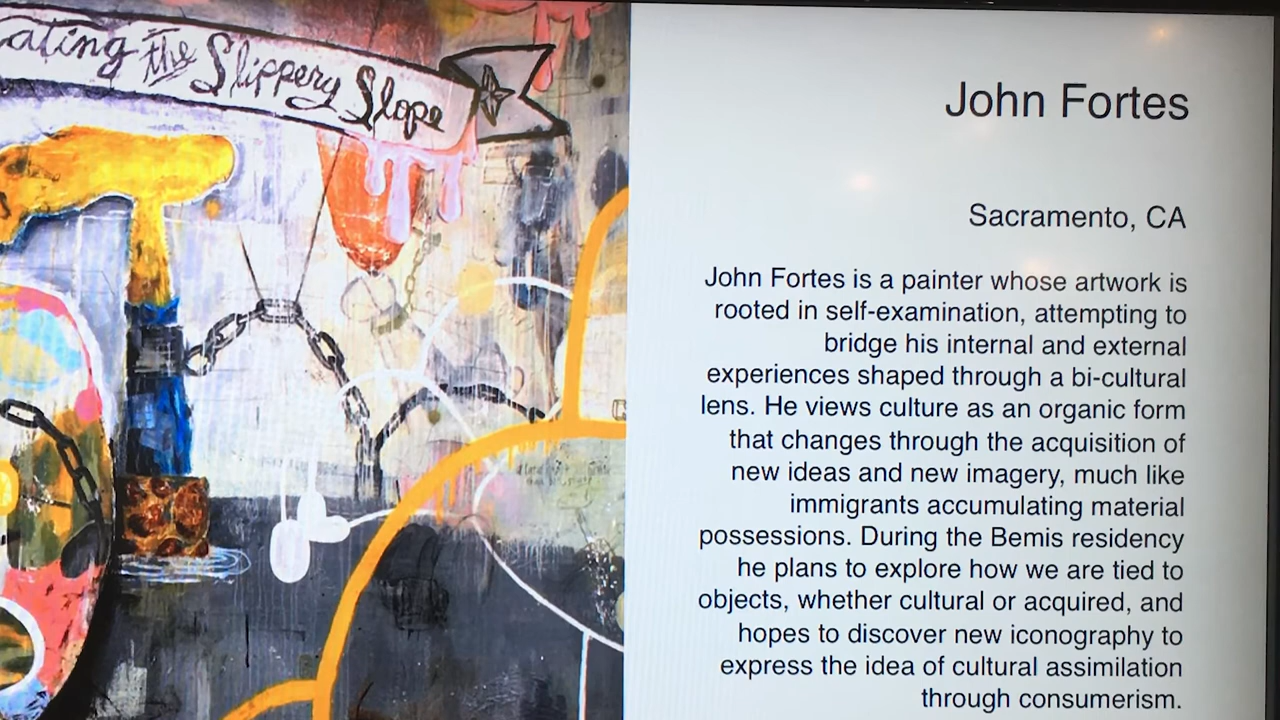 ating the Slippery Slope
John Fortes
Sacramento, CA
John Fortes is a painter whose artwork is
rooted in self-examination, attempting to
bridge his internal and external
experiences shaped through a bi-cultural
lens. He views culture as an organic form
that changes through the acquisition of
new ideas and new imagery, much like
immigrants accumulating material
possessions. During the Bemis residency
he plans to explore how we are tied to
objects, whether cultural or acquired, and
hopes to discover new iconography to
express the idea of cultural assimilation
through consumerism.